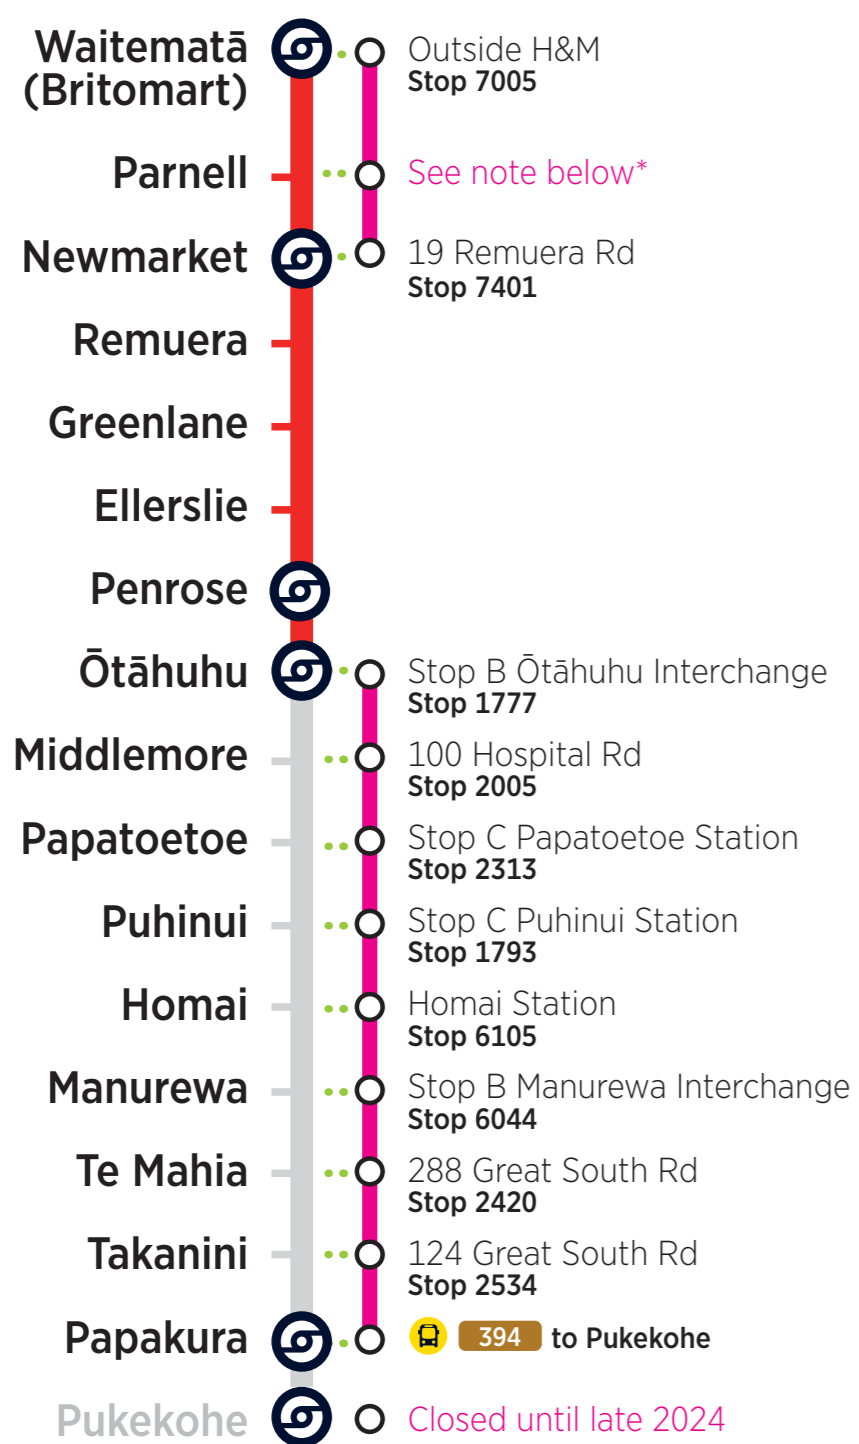 Waitematā
(Britomart)
Outside H&M
Stop 7005
Parnell
See note below*
Newmarket
19 Remuera Rd
Stop 7401
Remuera
Greenlane
Ellerslie
Penrose
Ōtāhuhu
Stop B Ōtāhuhu Interchange
Stop 1777
Middlemore
100 Hospital Rd
Stop 2005
Papatoetoe
Stop C Papatoetoe Station
Stop 2313
Puhinui
Stop C Puhinui Station
Stop 1793
Homai
Homai Station
Stop 6105
Manurewa
Stop B Manurewa Interchange
Stop 6044
Te Mahia
288 Great South Rd
Stop 2420
Takanini
124 Great South Rd
Stop 2534
Papakura
394 to Pukekohe
Pukekohe
Closed until late 2024